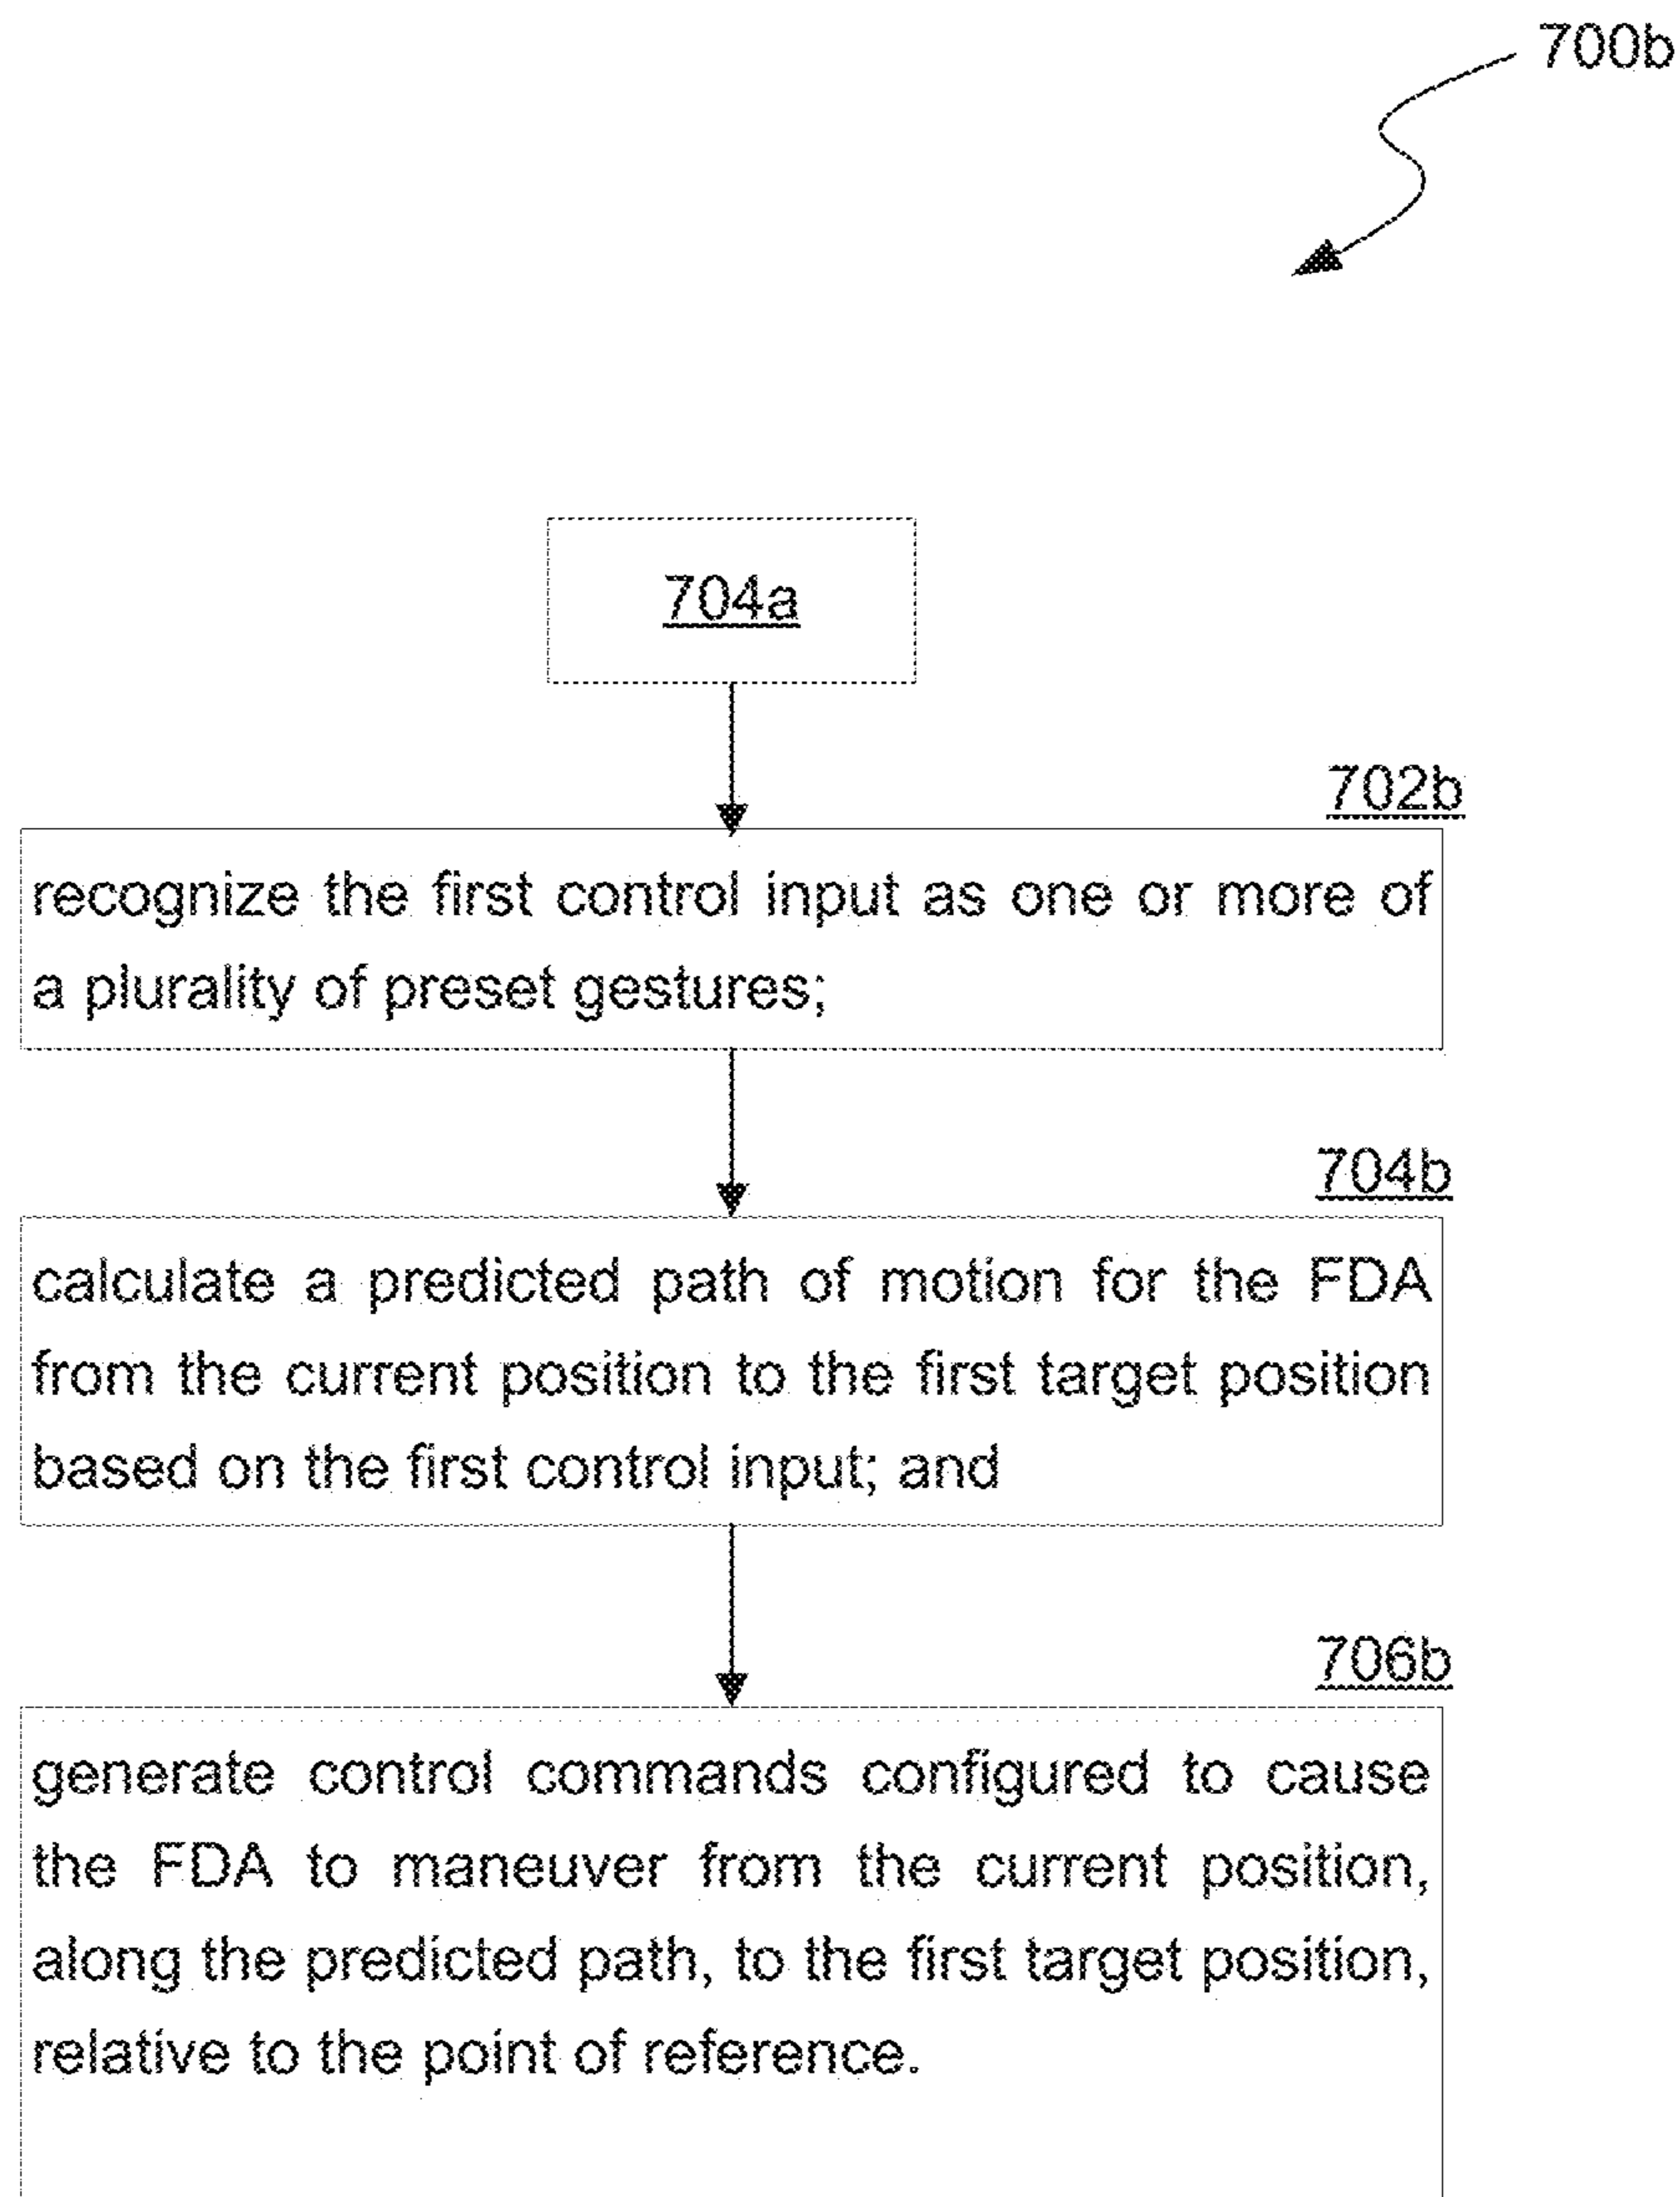 700b
704a
702b
recognize the first control input as one or more of
a plurality of preset gestures;
704b
calculate a predicted path of motion for the FDA
from the current position to the first target position
based on the first control input; and
706b
generate control commands configured to cause
the FDA to maneuver from the current position,
along the predicted path, to the first target position,
relative to the point of reference.